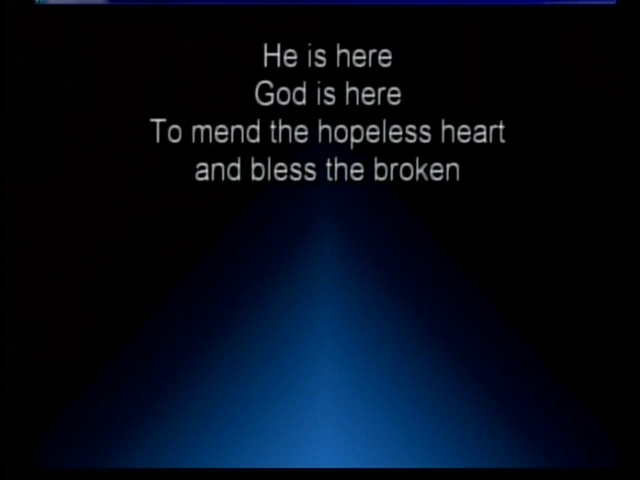 He is here
God is here
To mend the hopeless heart
and bless the broken